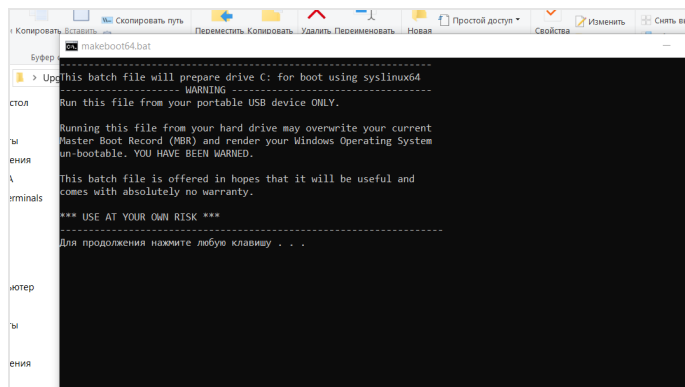 Копировать Вставить
Скопировать путь
Переместить Копировать
Удалить Переименовать
Новая
Простой доступ
Свойства
Изменить
Снять
Буфер
makeboot64.bat
This batch file will prepare drive C: for boot using syslinux64
-------------------- WARNING ----------------------------------
Run this file from your portable USB device ONLY.
Running this file from your hard drive may overwrite your current
Master Boot Record (MBR) and render your Windows Operating System
un-bootable. YOU HAVE BEEN WARNED.
This batch file is offered in hopes that it will be useful and
comes with absolutely no warranty.
*** USE AT YOUR OWN RISK ***
Для продолжения нажмите любую клавишу . . .
> Upg
стол
ты
ения
erminals
ьютер
ты
ения